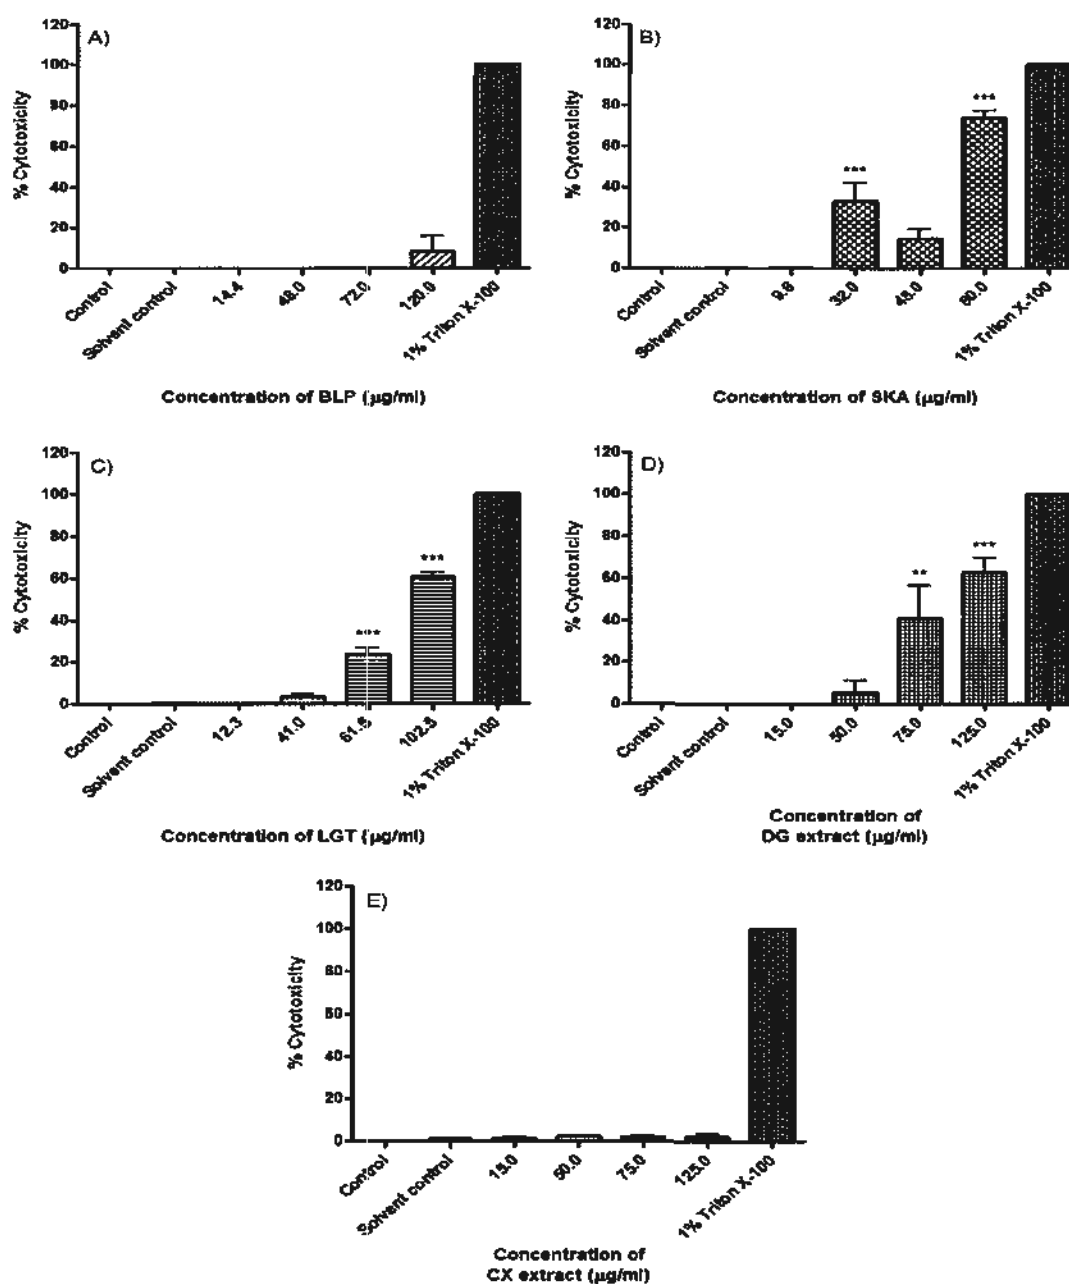 A)
120
100
80
60
40
20
0
% Cytotoxicity
Control
Solvent control
14.4
48.0
72.0
120.0
1% Triton X-100
Concentration of BLP (µg/ml)
B)
120
100
80
60
40
20
0
% Cytotoxicity
***
***
Control
Solvent control
9.6
32.0
48.0
80.0
1% Triton X-100
Concentration of SKA (µg/ml)
C)
120
100
80
60
40
20
0
% Cytotoxicity
***
***
Control
Solvent control
12.3
41.0
61.5
1% Triton X-100
Concentration of LGT (µg/ml)
D)
120
100
80
60
40
20
0
% Cytotoxicity
**
***
Control
Solvent control
15.0
50.0
75.0
125.0
1% Triton X-100
Concentration of
DG extract (µg/ml)
E)
120
100
80
60
40
20
0
% Cytotoxicity
Control
Solvent control
15.0
50.0
75.0
125.0
1% Triton X-100
Concentration of
CX extract (µg/ml)